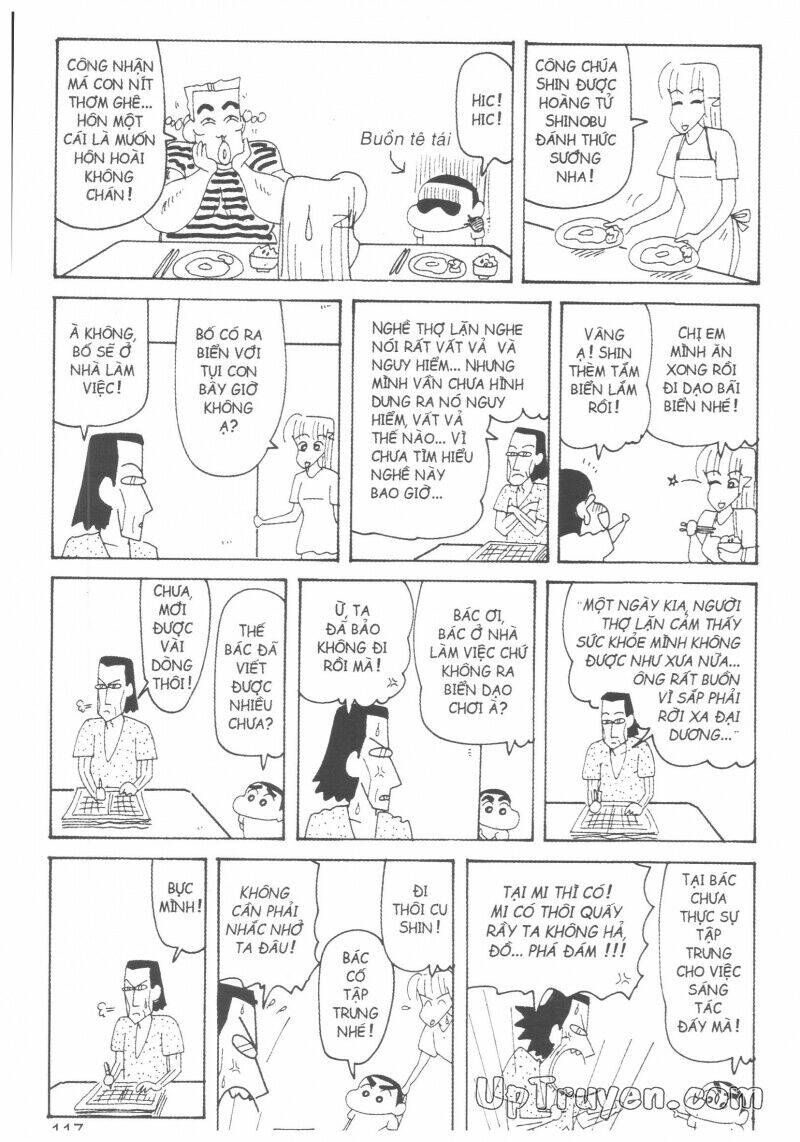 CÔNG CHÚA
SHIN ĐƯỢC
HOÀNG TỬ
SHINOBU
ĐÁNH THỨC
SƯỚNG
NHA!
HIC!
HIC!
Buồn tê tái
CÔNG NHẬN
MÁ CON NÍT
THƠM GHÊ...
HÔN MỘT
CÁI LÀ MUỐN
HÔN HOÀI
KHÔNG
CHÁN!
CHỊ EM
MÌNH ĂN
XONG RỒI
ĐI DẠO BÃI
BIỂN NHÉ!
VÂNG
Ạ! SHIN
THÈM TẮM
BIỂN LẮM
RỒI!
NGHỀ THỢ LẶN NGHE
NÓI RẤT VẤT VẢ VÀ
NGUY HIỂM... NHƯNG
MÌNH VẪN CHƯA HÌNH
DUNG RA NÓ NGUY
HIỂM, VẤT VẢ
THẾ NÀO... VÌ
CHƯA TÌM HIỂU
NGHỀ NÀY
BAO GIỜ...
BỐ CÓ RA
BIỂN VỚI
TỤI CON
BÂY GIỜ
KHÔNG
Ạ?
À KHÔNG,
BỐ SẼ Ở
NHÀ LÀM
VIỆC!
"MỘT NGÀY KIA, NGƯỜI
THỢ LẶN CẢM THẤY
SỨC KHỎE MÌNH KHÔNG
ĐƯỢC NHƯ XƯA NỮA...
ÔNG RẤT BUỒN
VÌ SẮP PHẢI
RỜI XA ĐẠI
DƯƠNG..."
BÁC ƠI,
BÁC Ở NHÀ
LÀM VIỆC CHỨ
KHÔNG RA
BIỂN DẠO
CHƠI À?
Ừ, TA
ĐÃ BẢO
KHÔNG ĐI
RỒI MÀ!
THẾ
BÁC ĐÃ
VIẾT
ĐƯỢC
NHIỀU
CHƯA?
CHƯA,
MỚI
ĐƯỢC
VÀI
DÒNG
THÔI!
TẠI BÁC
CHƯA
THỰC SỰ
TẬP
TRUNG
CHO VIỆC
SÁNG
TÁC
ĐẤY MÀ!
TẠI MI THÌ CÓ!
MI CÓ THÔI QUẤY
RẦY TA KHÔNG HẢ,
ĐỒ... PHÁ ĐÁM !!!
ĐI
THÔI CU
SHIN!
BÁC
CỐ
TẬP
TRUNG
NHÉ!
KHÔNG
CẦN PHẢI
NHẮC NHỞ
TA ĐÂU!
BỰC
MÌNH!
UpTruyen.com
117